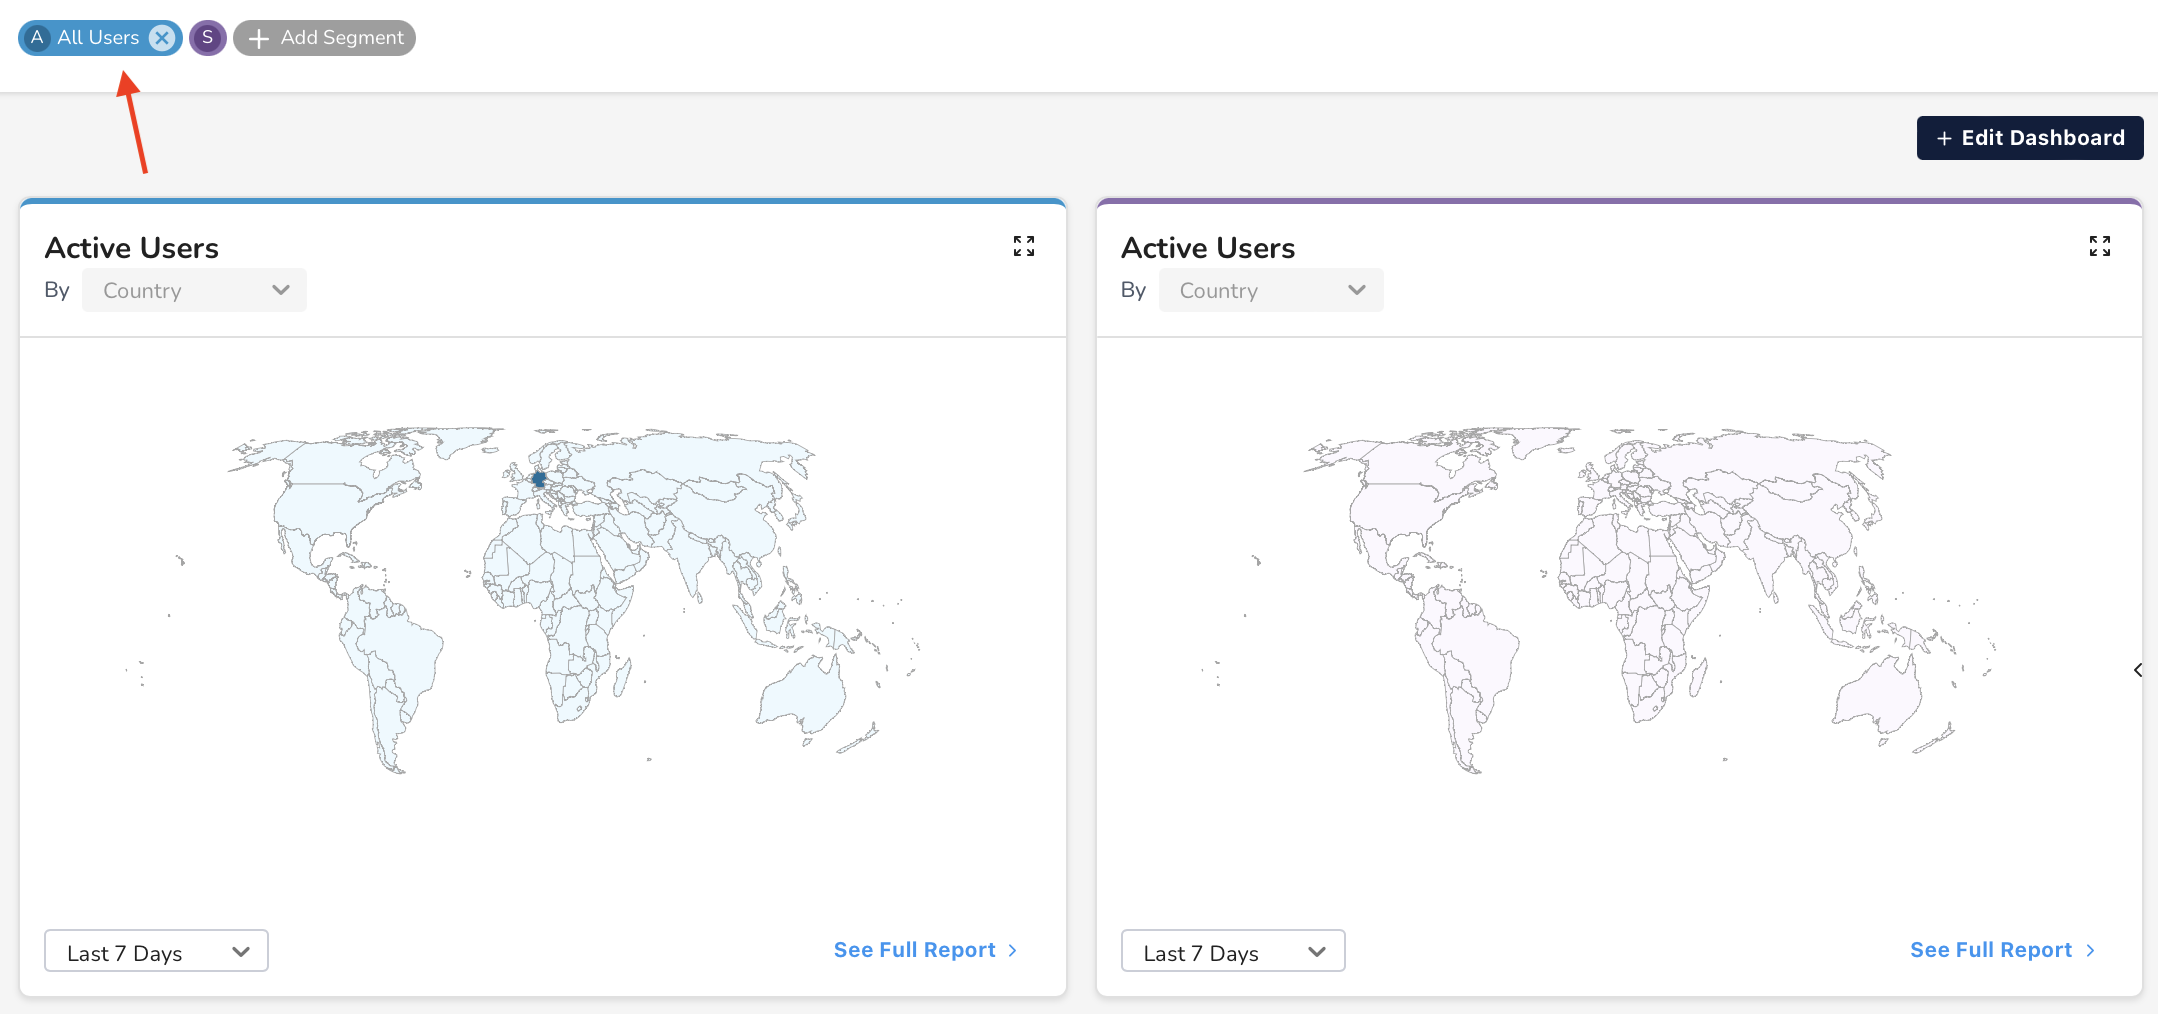 A All Users S + Add Segment
+ Edit Dashboard
Active Users
By Country
Last 7 Days
See Full Report >
Active Users
By Country
Last 7 Days
See Full Report >